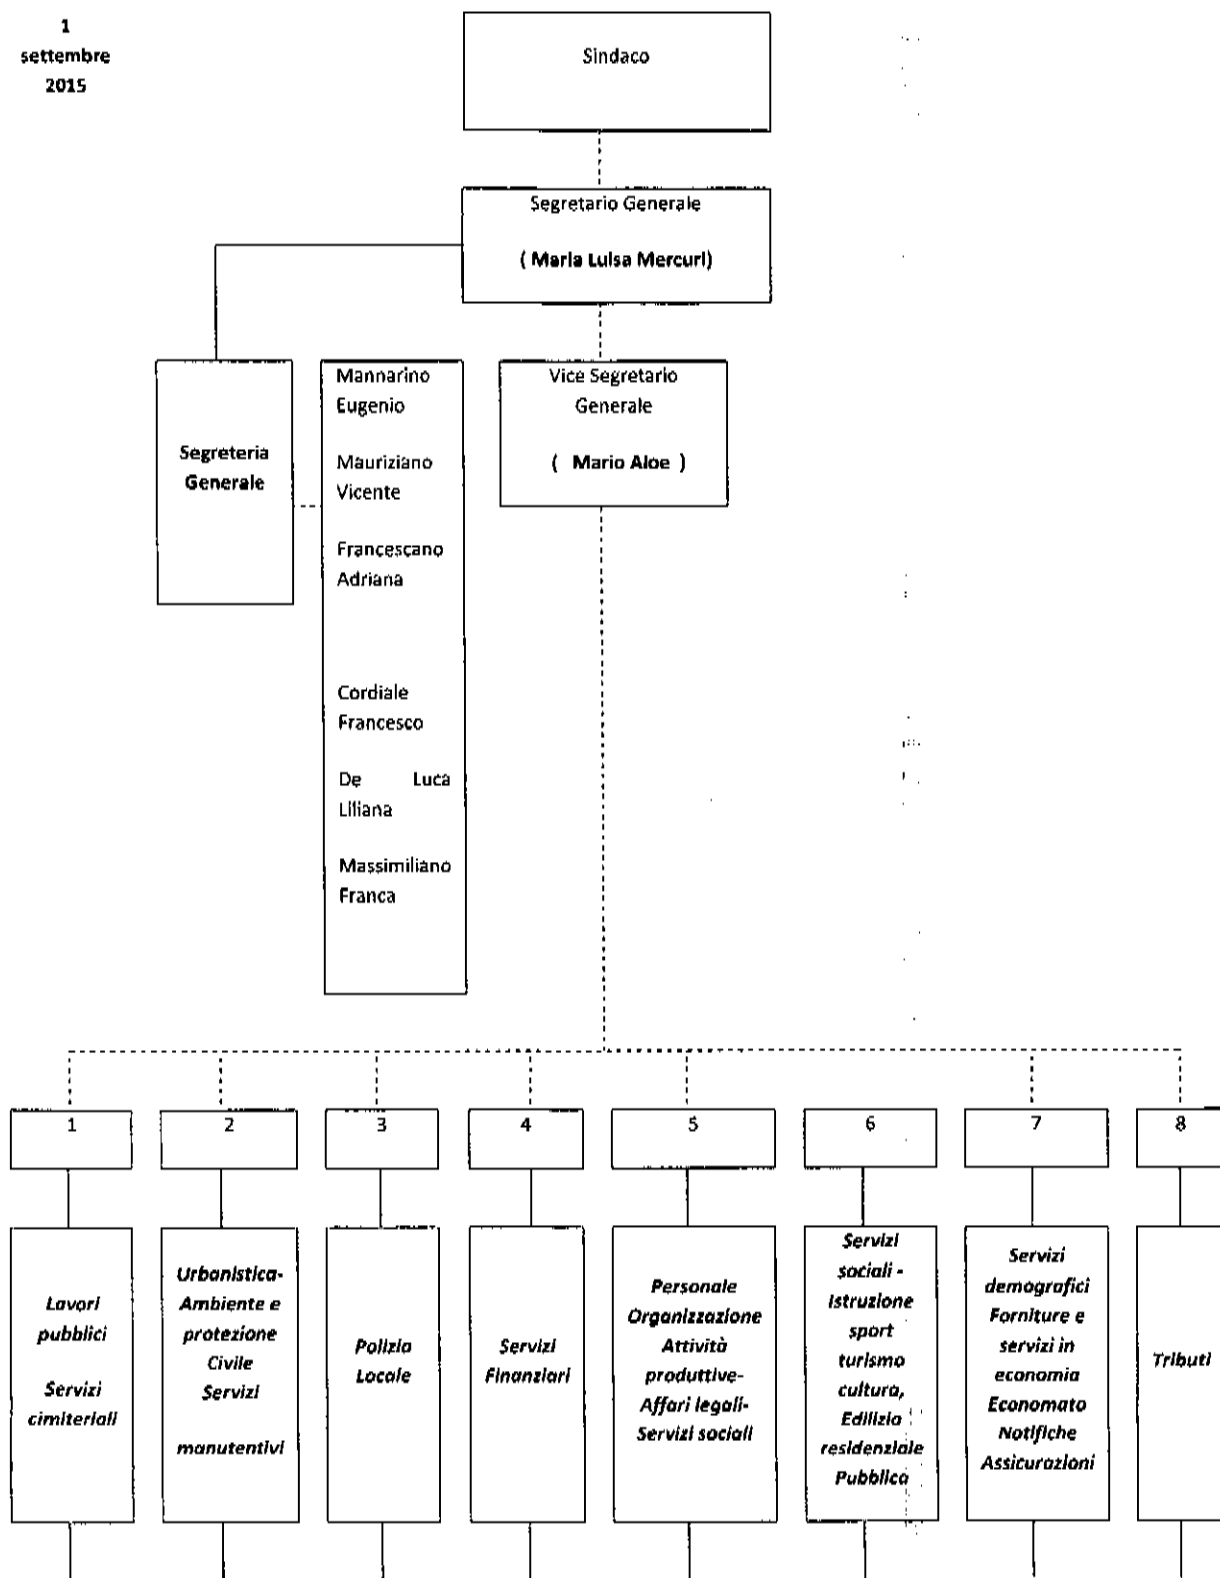 1
settembre
2015
Sindaco
Segretario Generale
( Maria Luisa Mercuri)
Segreteria
Generale
Mannarino
Eugenio
Mauriziano
Vicente
Francescano
Adriana
Cordiale
Francesco
De Luca
Liliana
Massimiliano
Franca
Vice Segretario
Generale
( Mario Aloe )
1
2
3
4
5
6
7
8
Lavori
pubblici
Servizi
cimiteriali
Urbanistica-
Ambiente e
protezione
Civile
Servizi
manutentivi
Polizia
Locale
Servizi
Finanziari
Personale
Organizzazione
Attività
produttive-
Affari legali-
Servizi sociali
Servizi
sociali -
Istruzione
sport
turismo
cultura,
Edilizia
residenziale
Pubblica
Servizi
demografici
Forniture e
servizi in
economia
Economato
Notifiche
Assicurazioni
Tributi